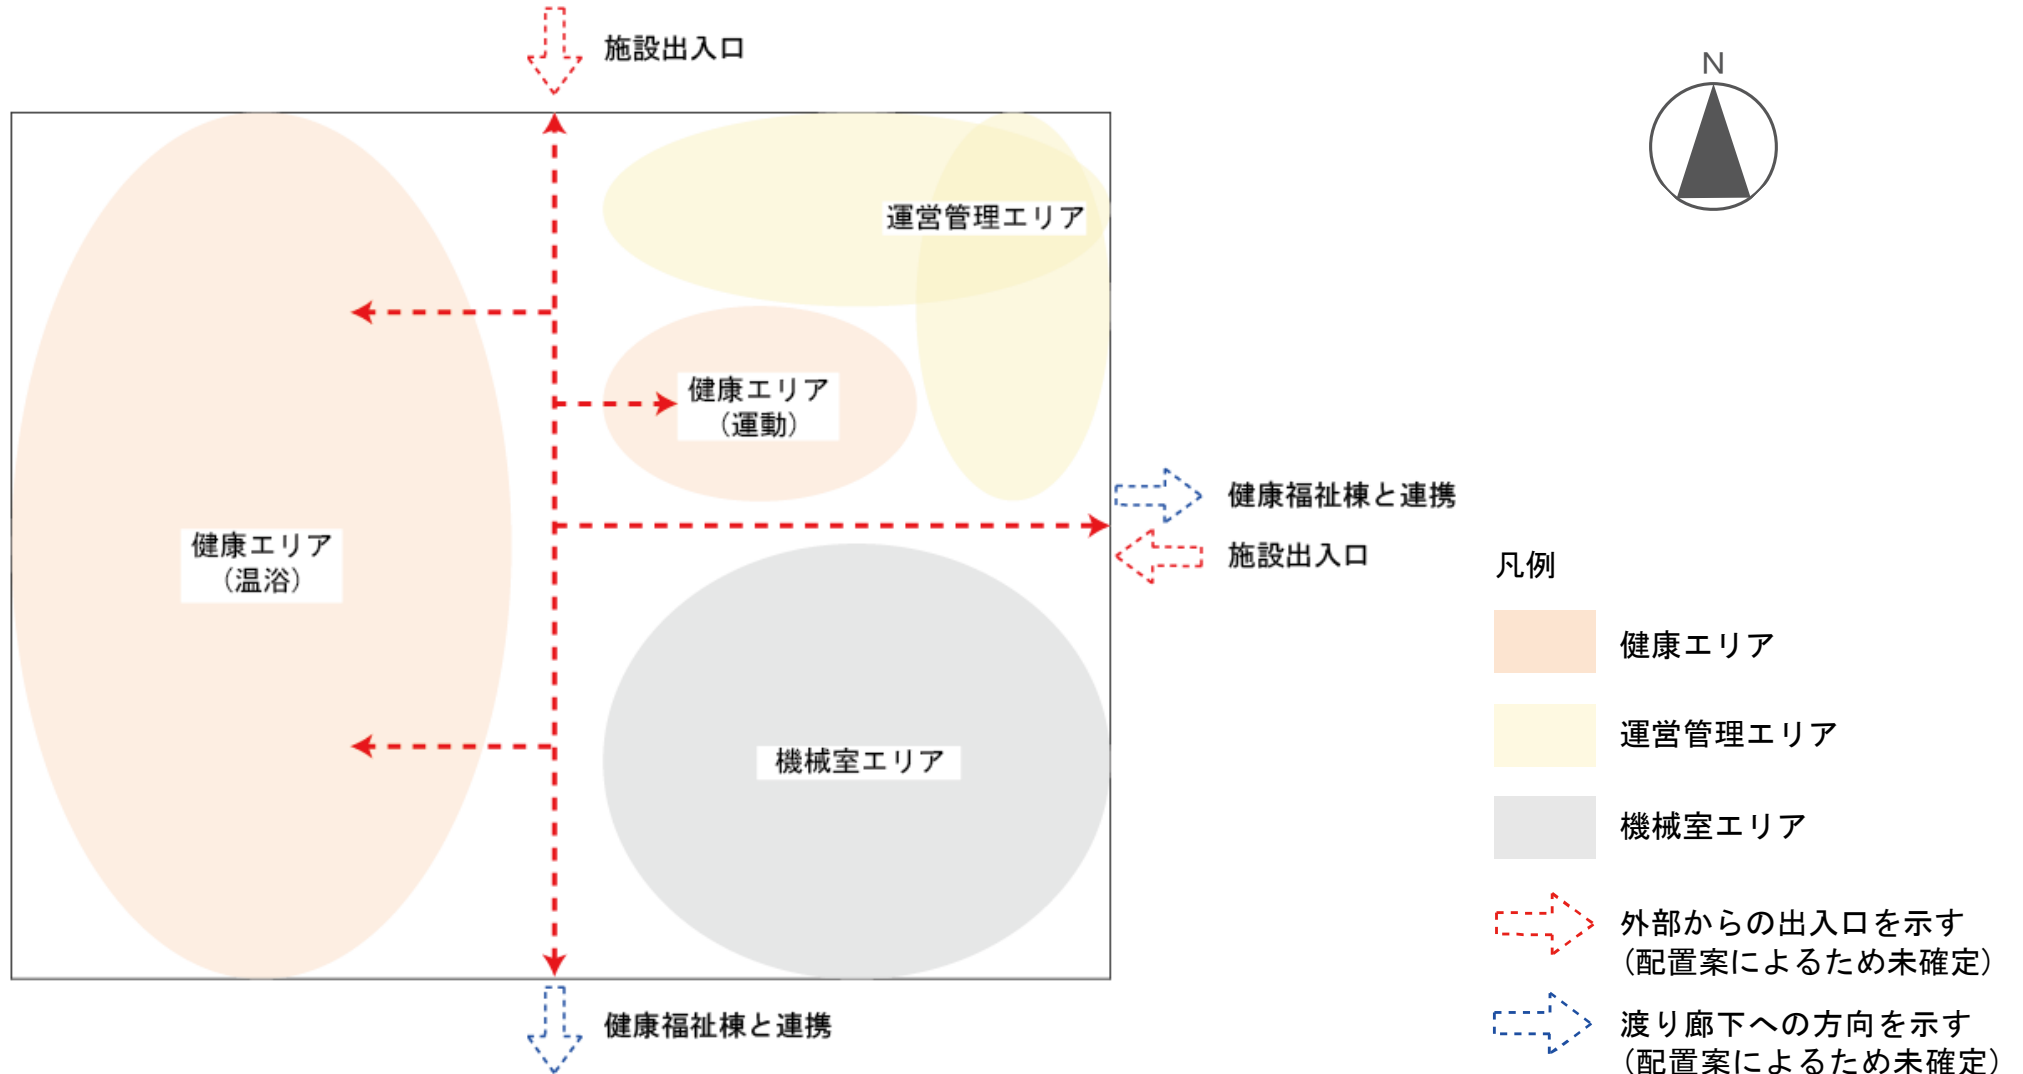 施設出入口
N
運営管理エリア
健康エリア
（運動）
健康福祉棟と連携
施設出入口
健康エリア
（温浴）
機械室エリア
健康福祉棟と連携
凡例
健康エリア
運営管理エリア
機械室エリア
外部からの出入口を示す
（配置案によるため未確定）
渡り廊下への方向を示す
（配置案によるため未確定）